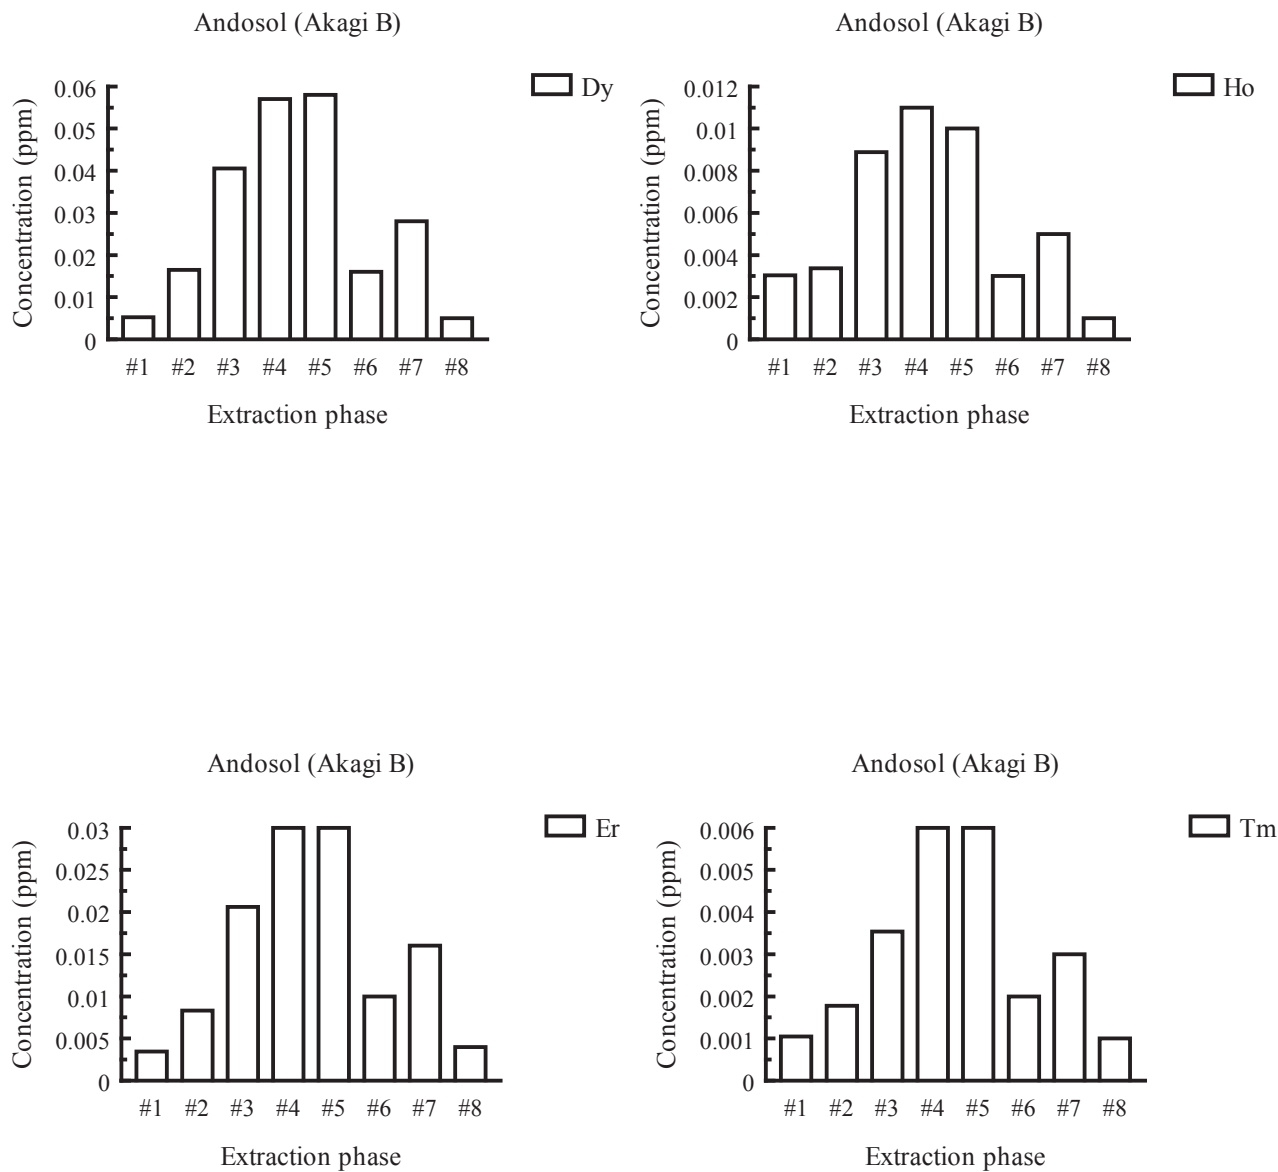 Andosol (Akagi B)
Dy
Concentration (ppm)
0.06
0.05
0.04
0.03
0.02
0.01
0
#1 #2 #3 #4 #5 #6 #7 #8
Extraction phase
Andosol (Akagi B)
Ho
Concentration (ppm)
0.012
0.01
0.008
0.006
0.004
0.002
0
#1 #2 #3 #4 #5 #6 #7 #8
Extraction phase
Andosol (Akagi B)
Er
Concentration (ppm)
0.03
0.025
0.02
0.015
0.01
0.005
0
#1 #2 #3 #4 #5 #6 #7 #8
Extraction phase
Andosol (Akagi B)
Tm
Concentration (ppm)
0.006
0.005
0.004
0.003
0.002
0.001
0
#1 #2 #3 #4 #5 #6 #7 #8
Extraction phase